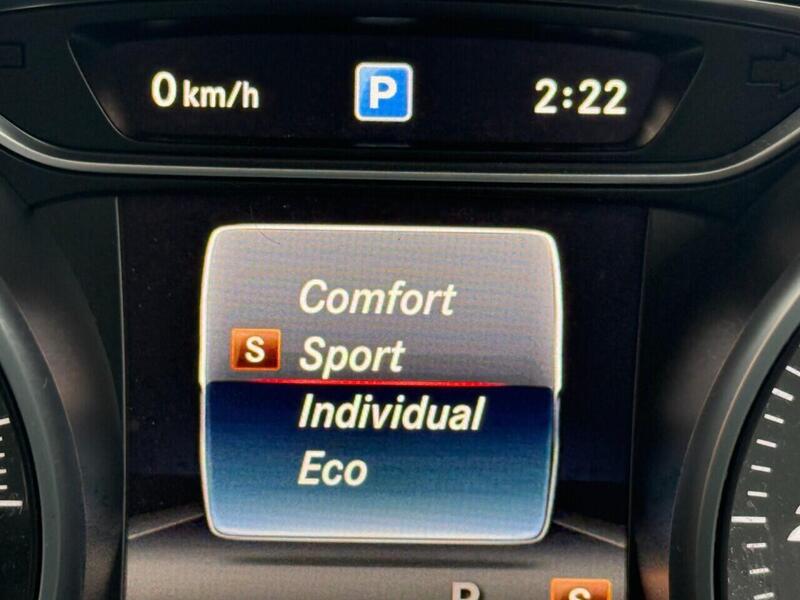 0 km/h P 2:22
Comfort
S Sport
Individual
Eco
P S